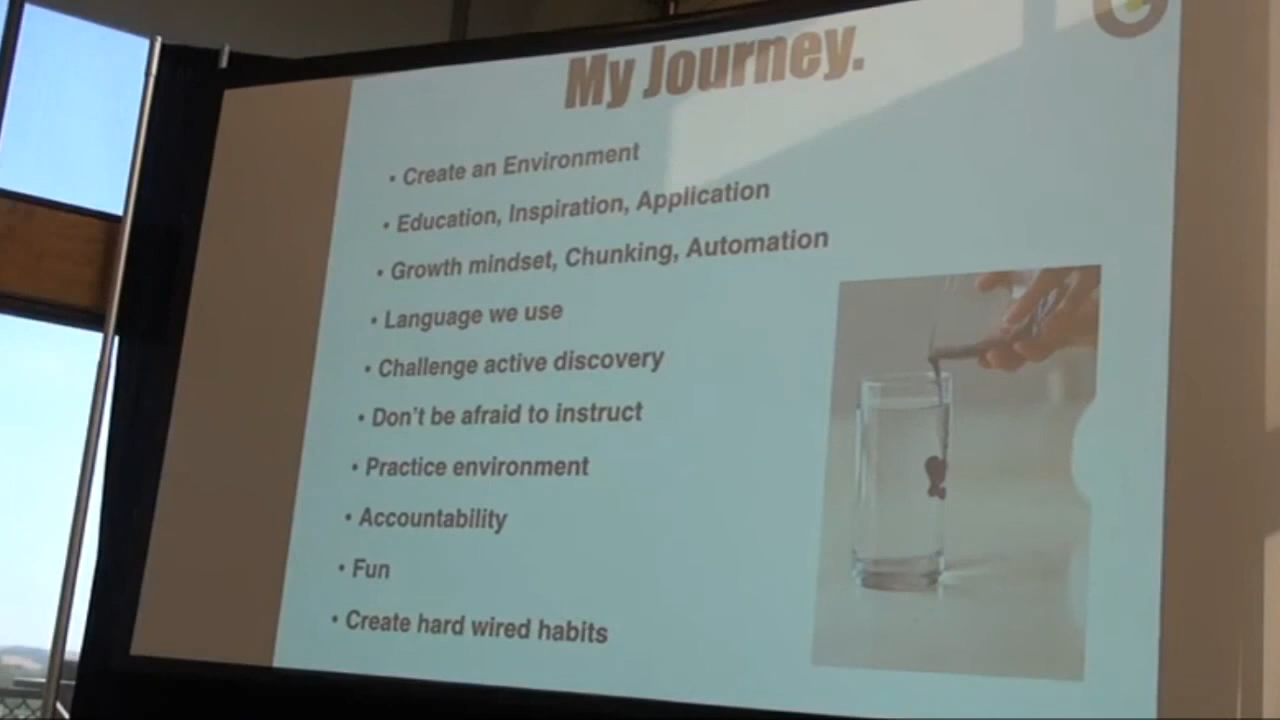 My Journey.
• Create an Environment
• Education, Inspiration, Application
• Growth mindset, Chunking, Automation
• Language we use
• Challenge active discovery
• Don't be afraid to instruct
• Practice environment
• Accountability
• Fun
• Create hard wired habits